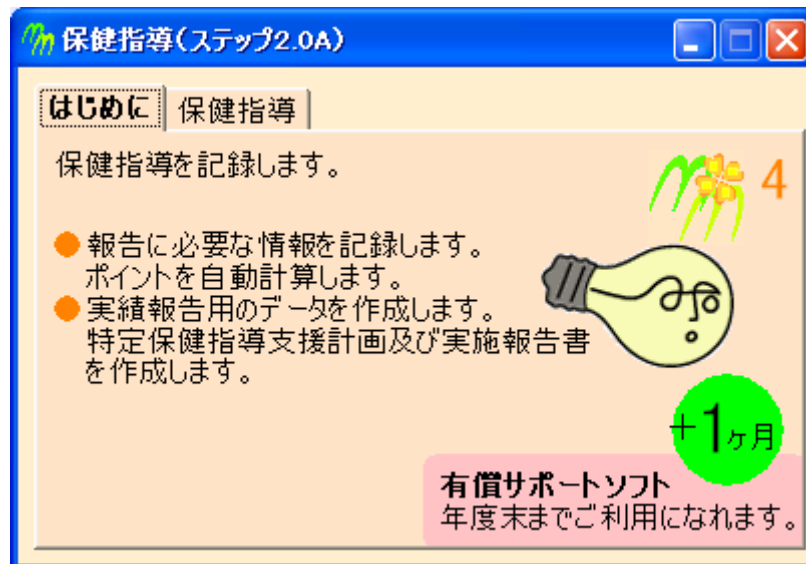 保健指導(ステップ2.0A)
はじめに
保健指導
保健指導を記録します。
4
●報告に必要な情報を記録します。
ポイントを自動計算します。
●実績報告用のデータを作成します。
特定保健指導支援計画及び実施報告書
を作成します。
+1ヶ月
有償サポートソフト
年度末までご利用になれます。